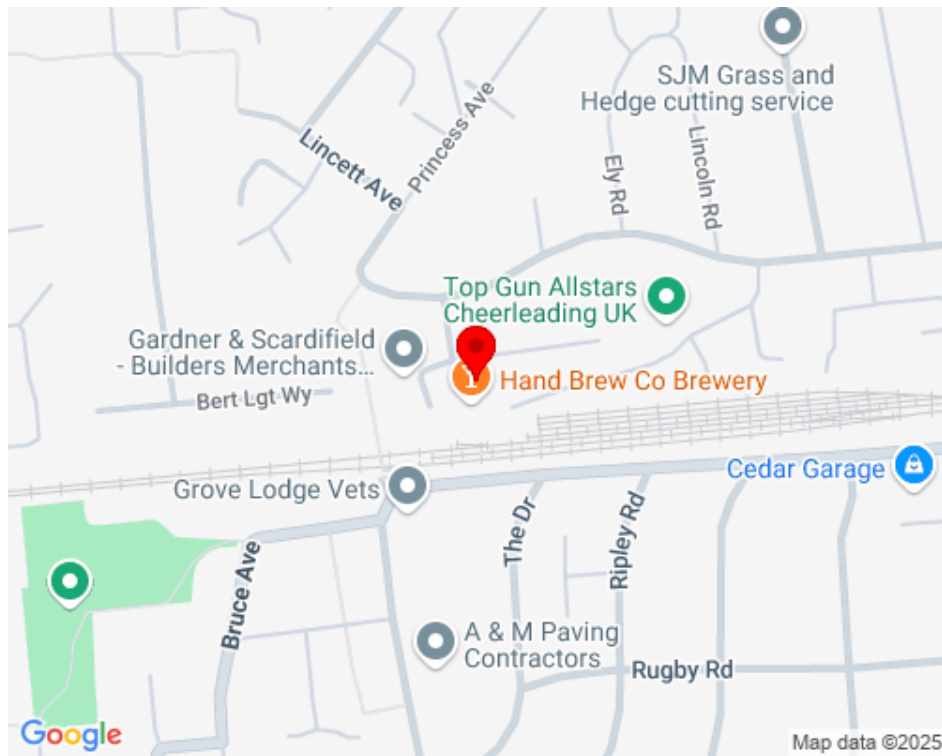 SJM Grass and
Hedge cutting service
Princess Ave
Lincett Ave
Ely Rd
Lincoln Rd
Top Gun Allstars
Cheerleading UK
Gardner & Scardifield
- Builders Merchants...
Hand Brew Co Brewery
Bert Lgt Wy
Cedar Garage
Grove Lodge Vets
The Dr
Ripley Rd
Bruce Ave
A & M Paving
Contractors
Rugby Rd
Google
Map data ©2025